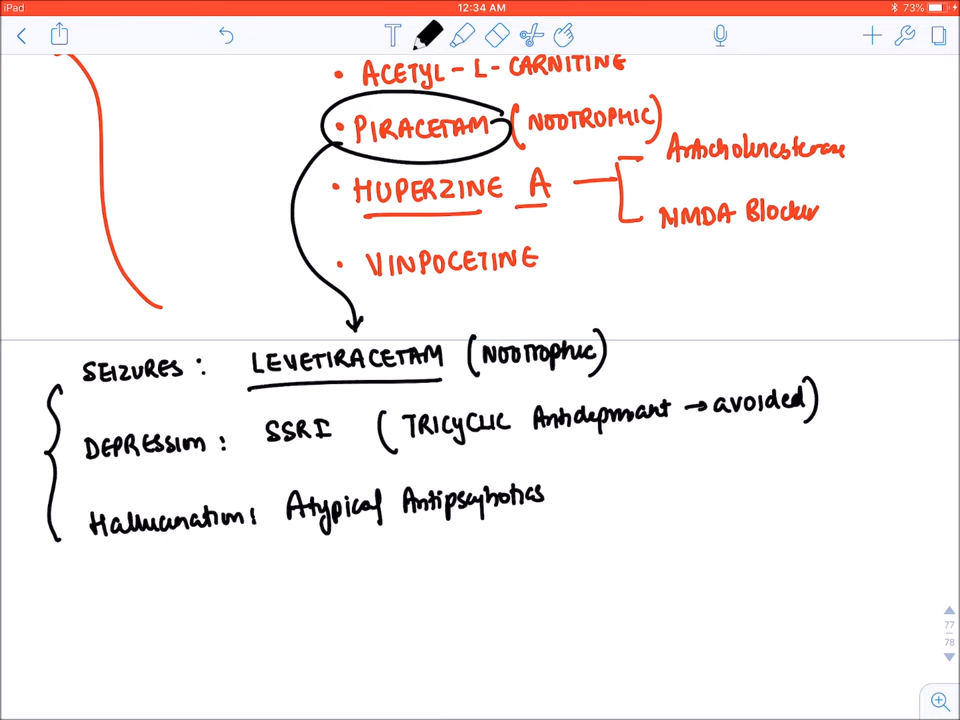 iPad 12:34 AM 73%
T
• ACETYL-L-CARNITINE
• PIRACETAM (NOOTROPHIC)
Anticholinesterase
• HUPERZINE A
NMDA Blocker
• VINPOCETINE
SEIZURES: LEVETIRACETAM (NOOTROPHIC)
DEPRESSION: SSRI (TRICYCLIC Antidepressant → avoided)
Hallucination: Atypical Antipsychotics
77
78